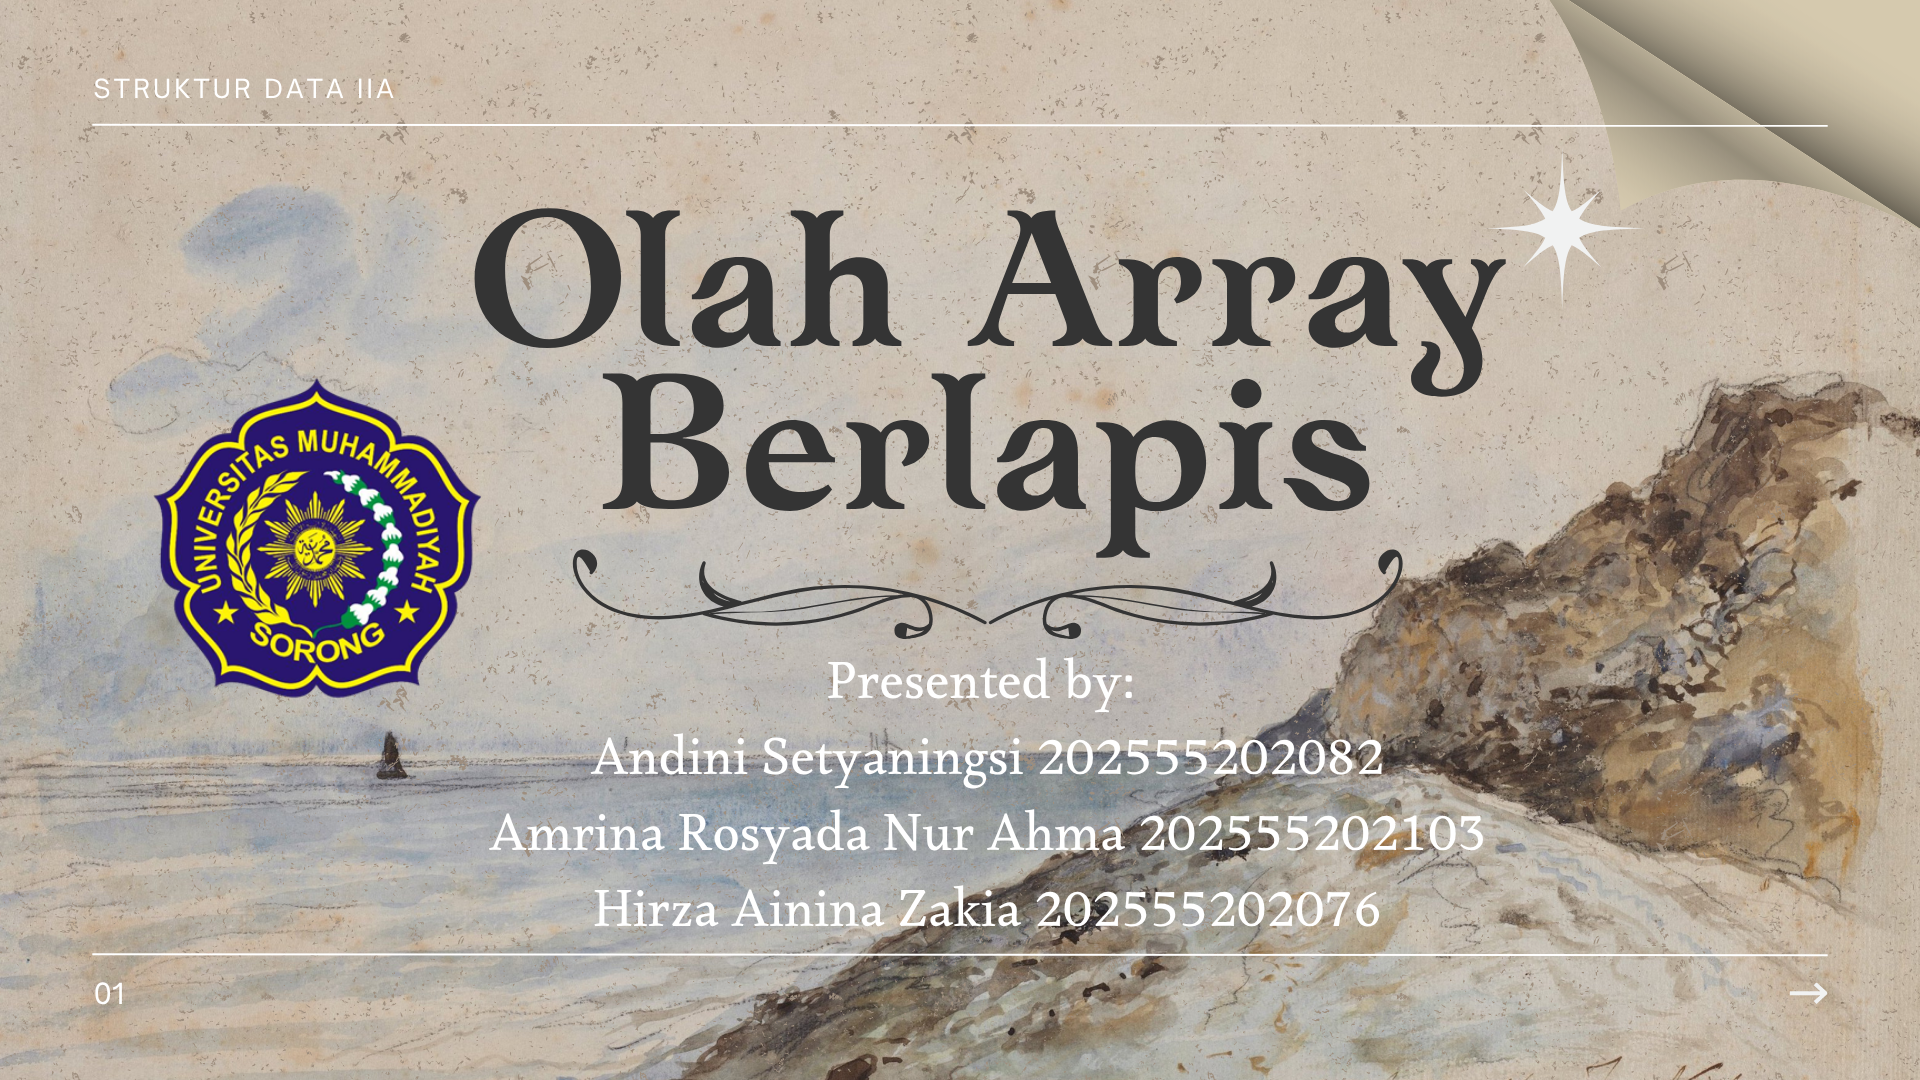 STRUKTUR DATA IIA
Olah Array
Berlapis
UNIVERSITAS MUHAMMADIYAH
SORONG
Presented by:
Andini Setyaningsi 202555202082
Amrina Rosyada Nur Ahma 202555202103
Hirza Ainina Zakia 202555202076
01